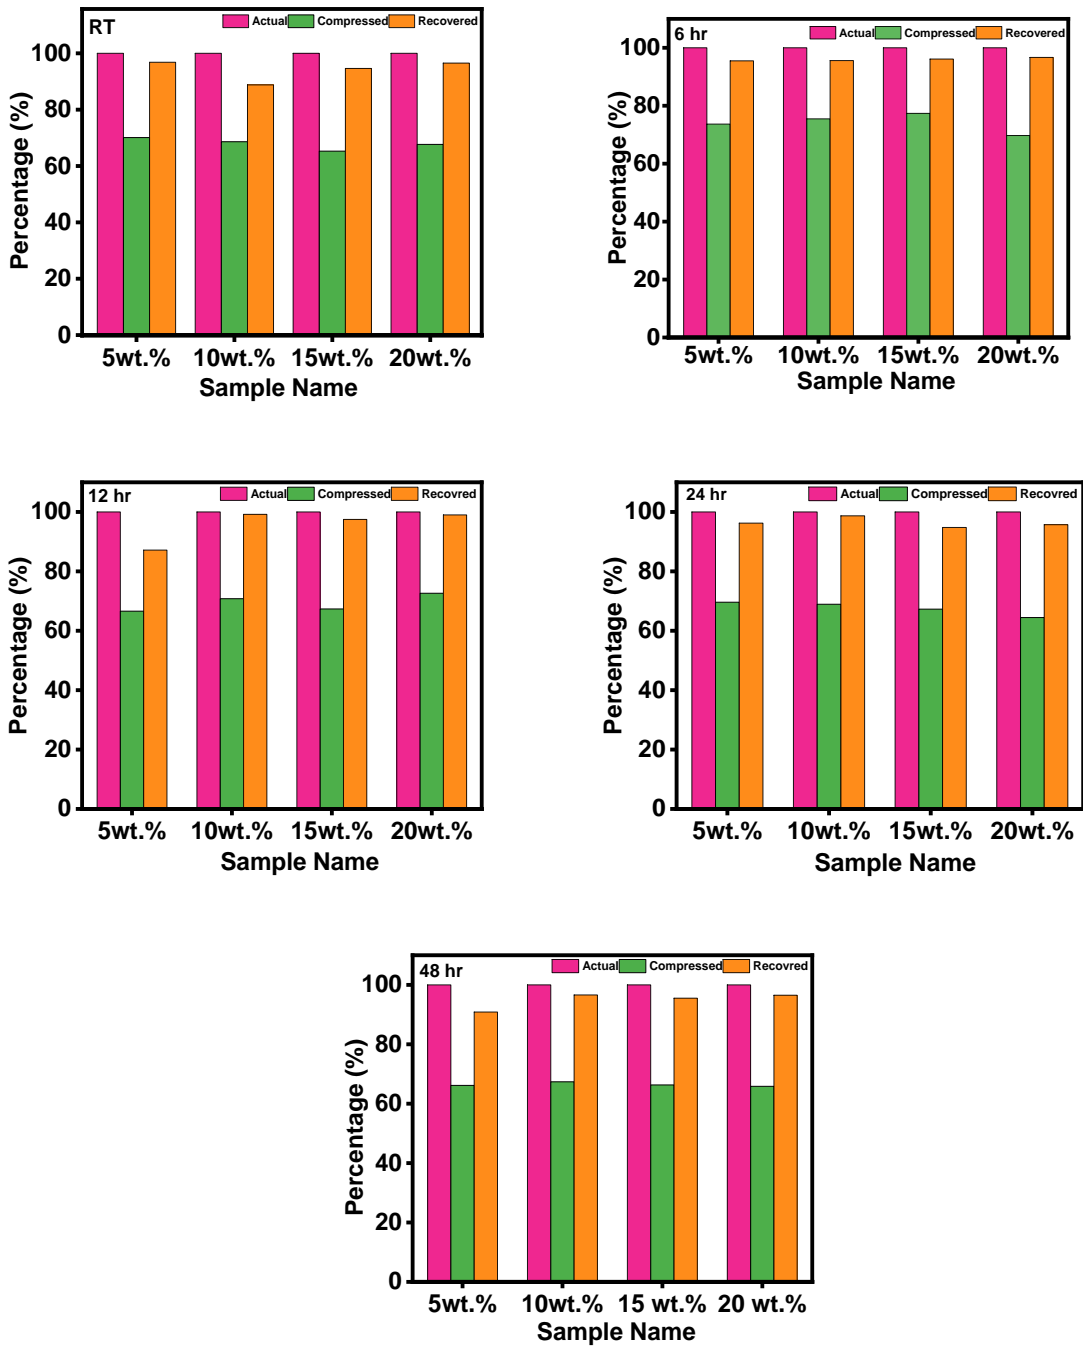 RT
Actual Compressed Recovered
Percentage (%)
100
80
60
40
20
0
5wt.% 10wt.% 15wt.% 20wt.%
Sample Name
6 hr
Actual Compressed Recovered
Percentage (%)
100
80
60
40
20
0
5wt.% 10wt.% 15wt.% 20wt.%
Sample Name
12 hr
Actual Compressed Recovred
Percentage (%)
100
80
60
40
20
0
5wt.% 10wt.% 15wt.% 20wt.%
Sample Name
24 hr
Actual Compressed Recovred
Percentage (%)
100
80
60
40
20
0
5wt.% 10wt.% 15wt.% 20wt.%
Sample Name
48 hr
Actual Compressed Recovred
Percentage (%)
100
80
60
40
20
0
5wt.% 10wt.% 15 wt.% 20 wt.%
Sample Name